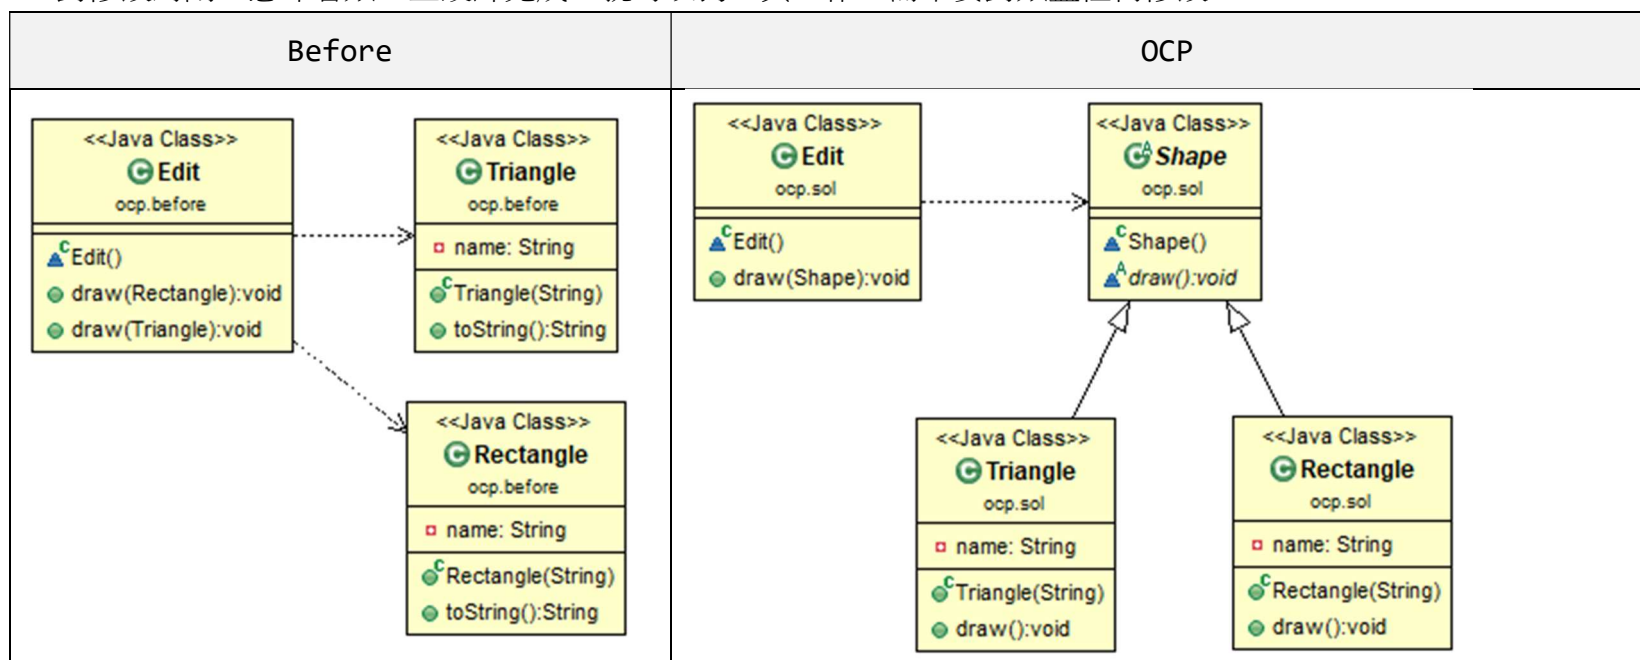 Before
OCP
<<Java Class>>
Edit
ocp.before
Edit()
draw(Rectangle):void
draw(Triangle):void
<<Java Class>>
Triangle
ocp.before
name: String
Triangle(String)
toString():String
<<Java Class>>
Rectangle
ocp.before
name: String
Rectangle(String)
toString():String
<<Java Class>>
Edit
ocp.sol
Edit()
draw(Shape):void
<<Java Class>>
Shape
ocp.sol
Shape()
draw():void
<<Java Class>>
Triangle
ocp.sol
name: String
Triangle(String)
draw():void
<<Java Class>>
Rectangle
ocp.sol
name: String
Rectangle(String)
draw():void